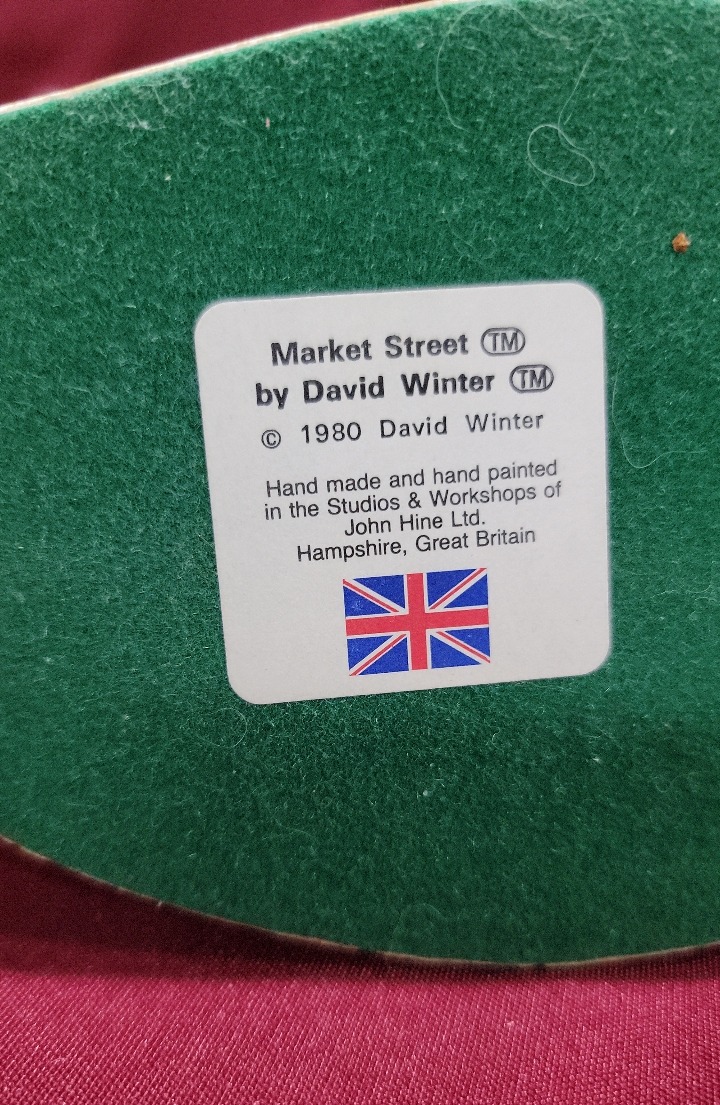 Market Street TM
by David Winter TM
© 1980 David Winter
Hand made and hand painted
in the Studios & Workshops of
John Hine Ltd.
Hampshire, Great Britain